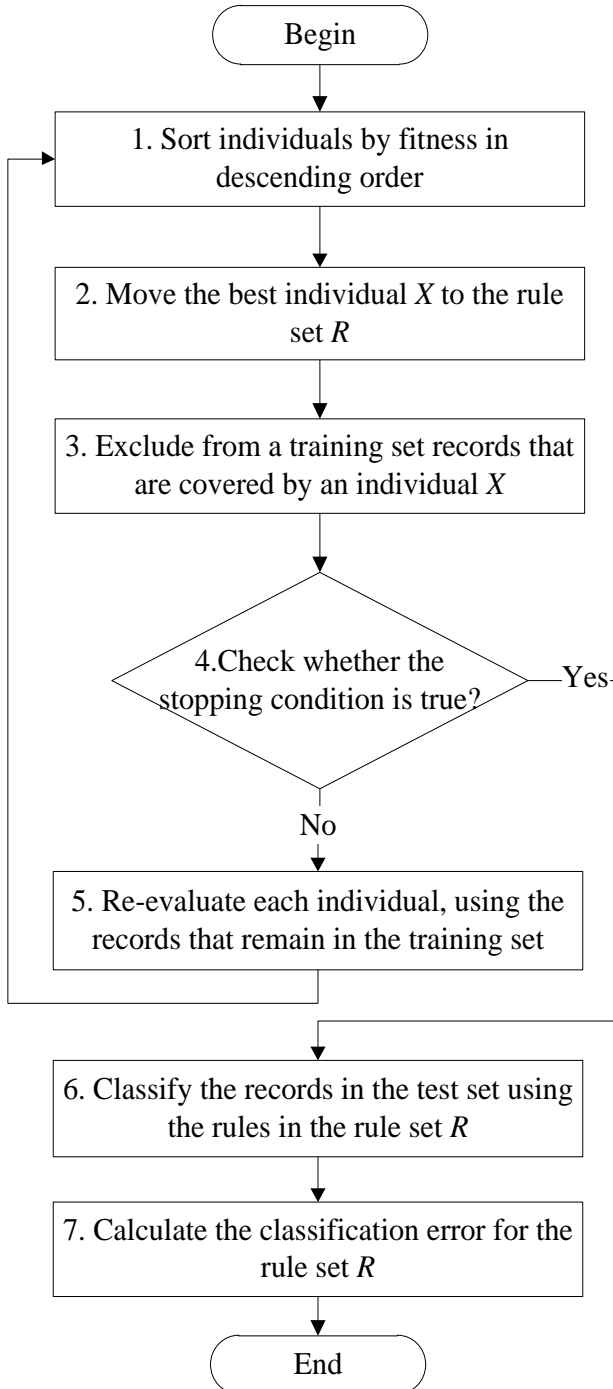 Begin
1. Sort individuals by fitness in
descending order
2. Move the best individual X to the rule
set R
3. Exclude from a training set records that
are covered by an individual X
4.Check whether the
stopping condition is true?
Yes
No
5. Re-evaluate each individual, using the
records that remain in the training set
6. Classify the records in the test set using
the rules in the rule set R
7. Calculate the classification error for the
rule set R
End